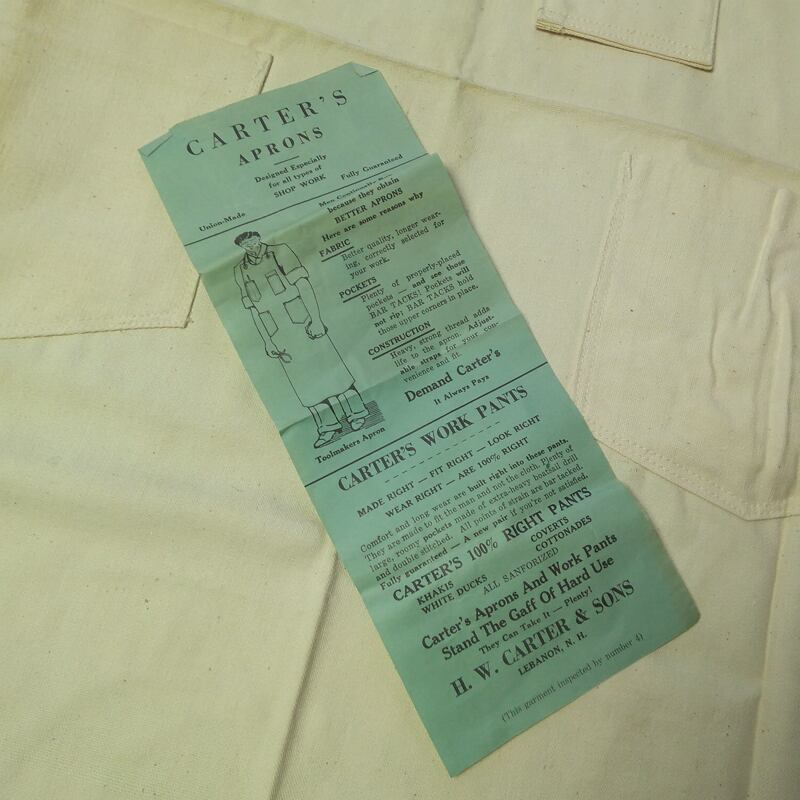 CARTER'S
APRONS
Designed Especially
for all types of
SHOP WORK
Union-Made
Fully Guaranteed
because they obtain
BETTER APRONS
Here are some reasons why
FABRIC
Better quality, longer wear-
ing, correctly selected for
your work.
POCKETS
Plenty of properly-placed
pockets — and see those
BAR TACKS! Pockets will
not rip; BAR TACKS hold
those upper corners in place.
CONSTRUCTION
Heavy, strong thread adds
life to the apron. Adjust-
able straps for your con-
venience and fit.
Demand Carter's
It Always Pays
Toolmakers Apron
CARTER'S WORK PANTS
MADE RIGHT — FIT RIGHT — LOOK RIGHT
WEAR RIGHT — ARE 100% RIGHT
Comfort and long wear are built right into these pants.
They are made to fit the man and not the cloth. Plenty of
large, roomy pockets made of extra-heavy boatsail drill
and double stitched. All points of strain are bar tacked.
Fully guaranteed — A new pair if you're not satisfied.
CARTER'S 100% RIGHT PANTS
KHAKIS COVERTS
WHITE DUCKS COTTONADES
ALL SANFORIZED
Carter's Aprons And Work Pants
Stand The Gaff Of Hard Use
They Can Take It — Plenty!
H. W. CARTER & SONS
LEBANON, N. H.
(This garment inspected by number 4)